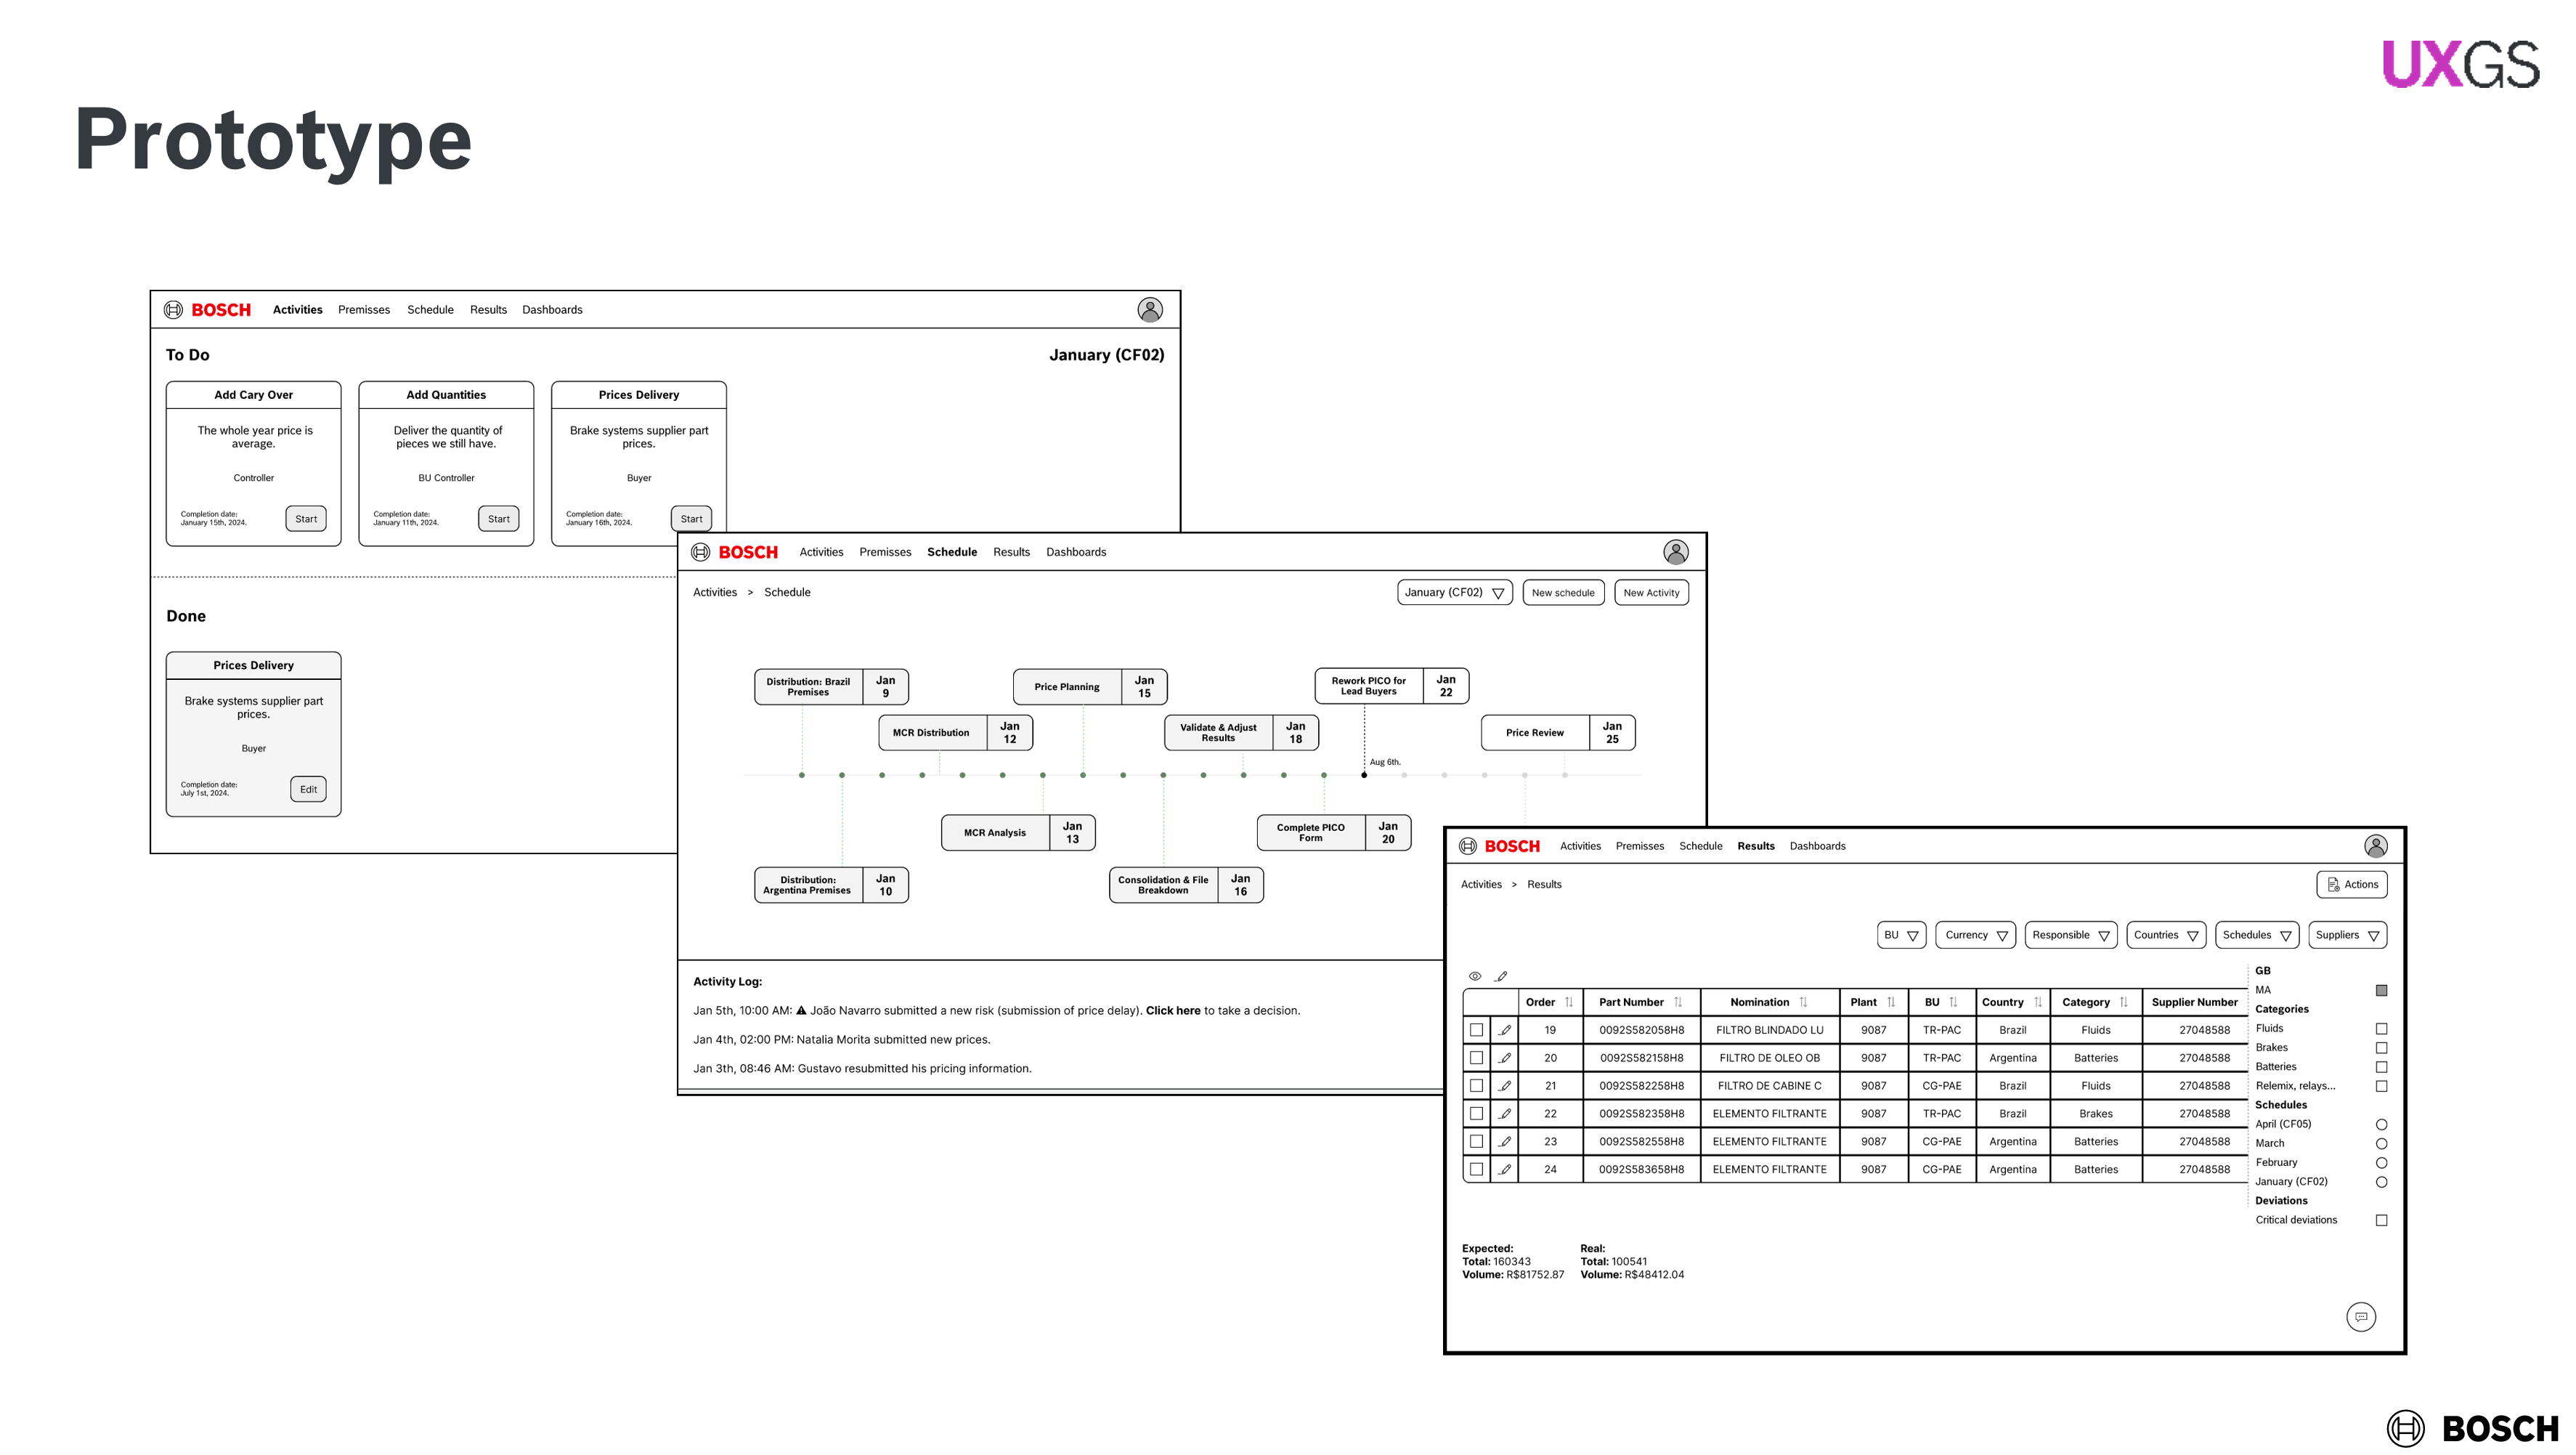 UXGS
Prototype
BOSCH Activities Premisses Schedule Results Dashboards
To Do
January (CF02)
Add Cary Over
The whole year price is
average.
Controller
Completion date:
January 15th, 2024.
Start
Add Quantities
Deliver the quantity of
pieces we still have.
BU Controller
Completion date:
January 11th, 2024.
Start
Prices Delivery
Brake systems supplier part
prices.
Buyer
Completion date:
January 16th, 2024.
Start
Done
Prices Delivery
Brake systems supplier part
prices.
Buyer
Completion date:
July 1st, 2024.
Edit
BOSCH Activities Premisses Schedule Results Dashboards
Activities > Schedule
January (CF02)
New schedule
New Activity
Distribution: Brazil
Premises
Jan
9
Price Planning
Jan
15
Rework PICO for
Lead Buyers
Jan
22
MCR Distribution
Jan
12
Validate & Adjust
Results
Jan
18
Price Review
Jan
25
Aug 6th.
MCR Analysis
Jan
13
Complete PICO
Form
Jan
20
Distribution:
Argentina Premises
Jan
10
Consolidation & File
Breakdown
Jan
16
Activity Log:
Jan 5th, 10:00 AM: João Navarro submitted a new risk (submission of price delay). Click here to take a decision.
Jan 4th, 02:00 PM: Natalia Morita submitted new prices.
Jan 3th, 08:46 AM: Gustavo resubmitted his pricing information.
BOSCH Activities Premisses Schedule Results Dashboards
Activities > Results
Actions
BU Currency Responsible Countries Schedules Suppliers
Order Part Number Nomination Plant BU Country Category Supplier Number
19 0092S582058H8 FILTRO BLINDADO LU 9087 TR-PAC Brazil Fluids 27048588
20 0092S582158H8 FILTRO DE OLEO OB 9087 TR-PAC Argentina Batteries 27048588
21 0092S582258H8 FILTRO DE CABINE C 9087 CG-PAE Brazil Fluids 27048588
22 0092S582358H8 ELEMENTO FILTRANTE 9087 TR-PAC Brazil Brakes 27048588
23 0092S582558H8 ELEMENTO FILTRANTE 9087 CG-PAE Argentina Batteries 27048588
24 0092S583658H8 ELEMENTO FILTRANTE 9087 CG-PAE Argentina Batteries 27048588
GB
MA
Categories
Fluids
Brakes
Batteries
Relemix, relays...
Schedules
April (CF05)
March
February
January (CF02)
Deviations
Critical deviations
Expected:
Total: 160343
Volume: R$81752.87
Real:
Total: 100541
Volume: R$48412.04
BOSCH